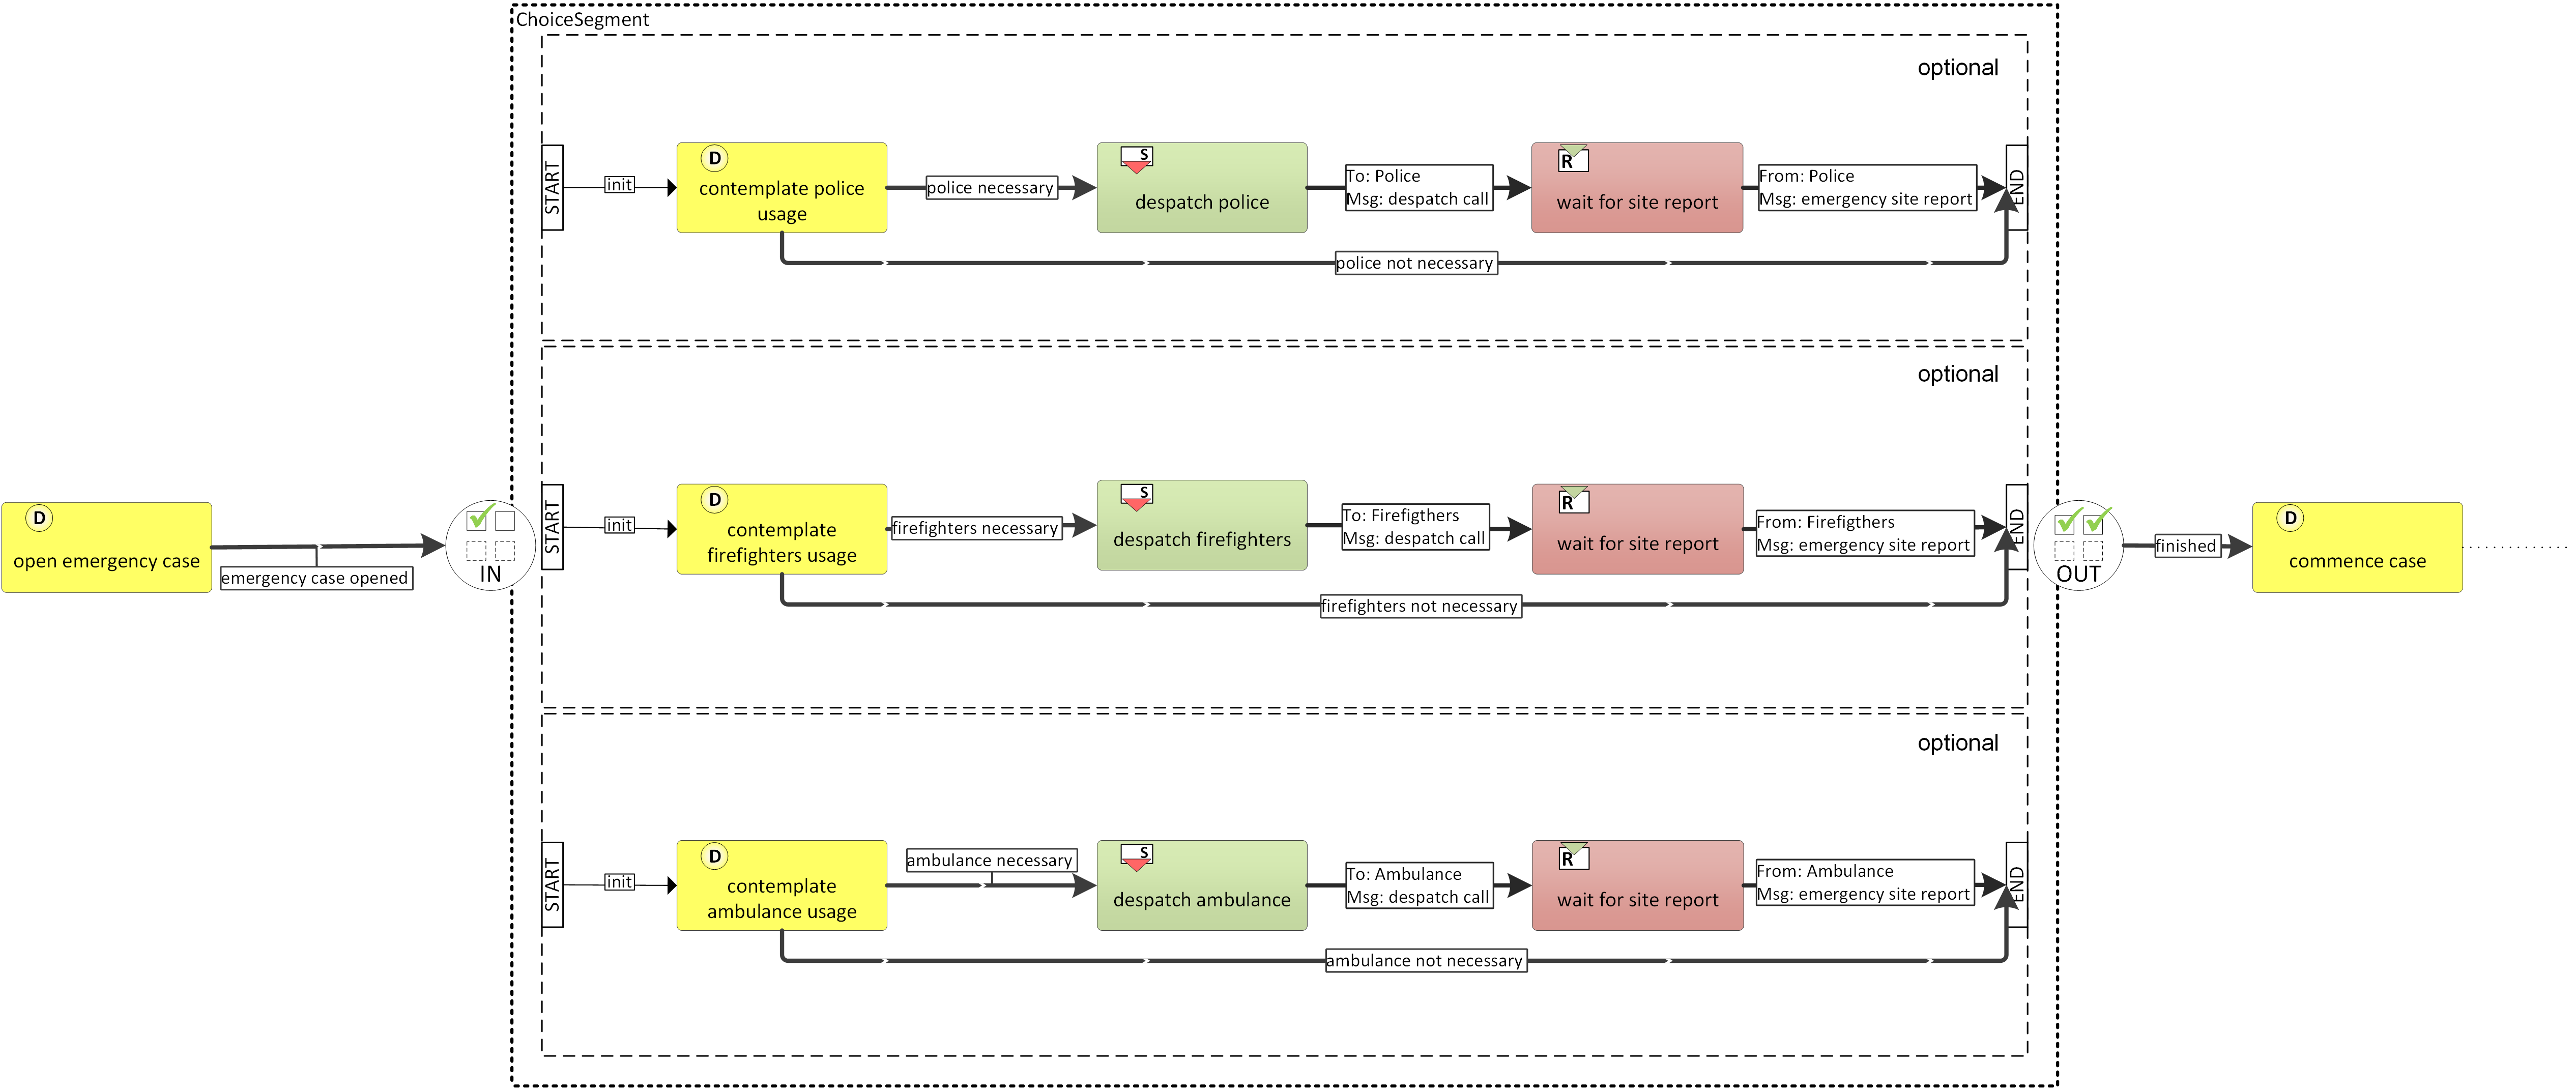 ChoiceSegment
optional
START
init
D
contemplate police
usage
police necessary
S
despatch police
To: Police
Msg: despatch call
R
wait for site report
From: Police
Msg: emergency site report
END
police not necessary
optional
START
init
D
contemplate
firefighters usage
firefighters necessary
S
despatch firefighters
To: Firefigthers
Msg: despatch call
R
wait for site report
From: Firefigthers
Msg: emergency site report
END
firefighters not necessary
D
open emergency case
emergency case opened
IN
OUT
finished
D
commence case
optional
START
init
D
contemplate
ambulance usage
ambulance necessary
S
despatch ambulance
To: Ambulance
Msg: despatch call
R
wait for site report
From: Ambulance
Msg: emergency site report
END
ambulance not necessary